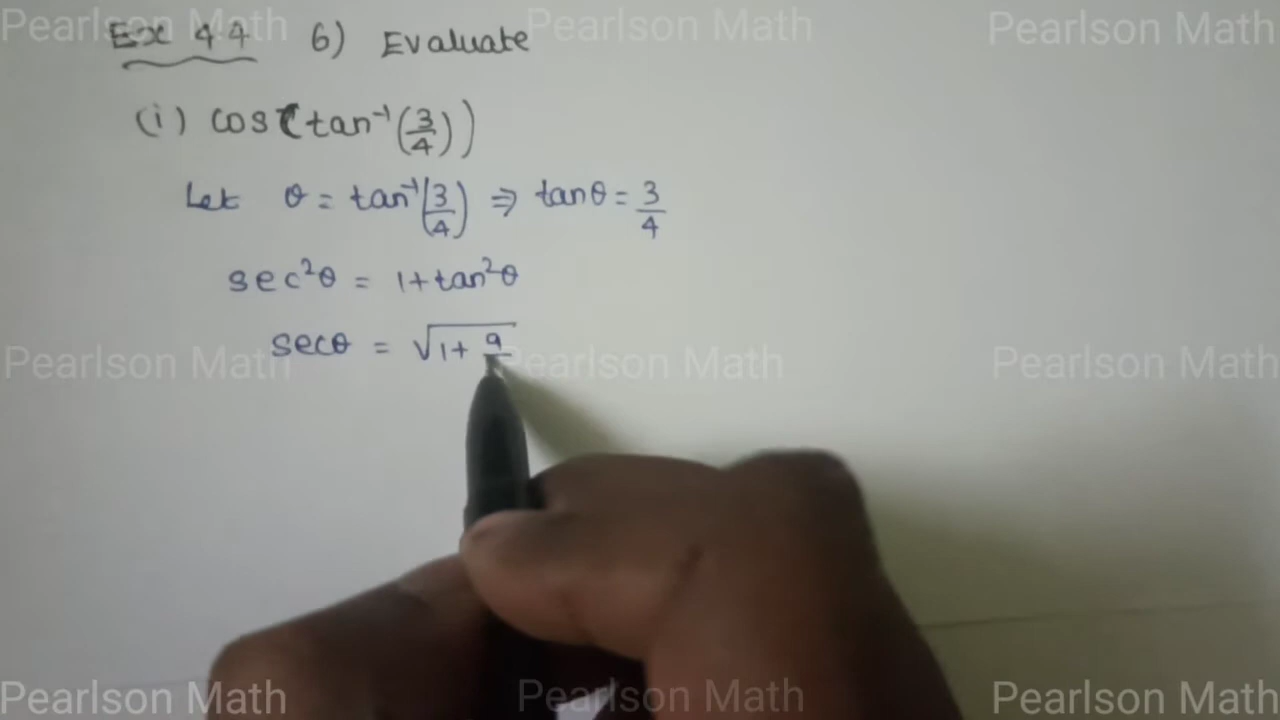 Pearlson Math Pearlson Math Pearlson Math
Ex 4.4 6) Evaluate
(i) cos(tan⁻¹(3/4))
Let θ = tan⁻¹(3/4) ⇒ tanθ = 3/4
sec²θ = 1+tan²θ
secθ = √1+ 9/
Pearlson Math Pearlson Math Pearlson Math
Pearlson Math Pearlson Math Pearlson Math